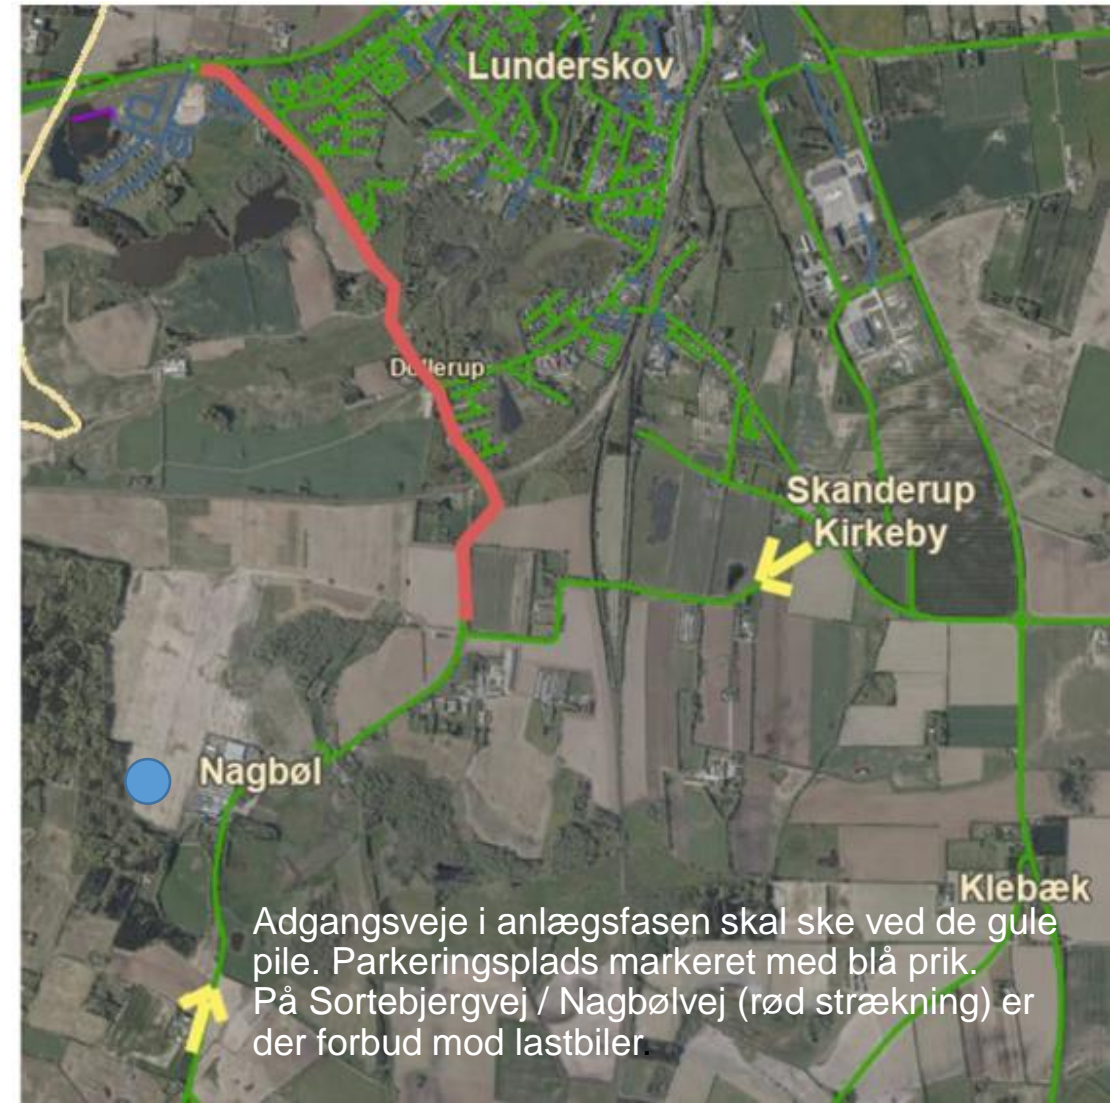 Lunderskov
Dollerup
Skanderup
Kirkeby
Nagbøl
Klebæk
Adgangsveje i anlægsfasen skal ske ved de gule
pile. Parkeringsplads markeret med blå prik.
På Sortebjergvej / Nagbølvej (rød strækning) er
der forbud mod lastbiler.